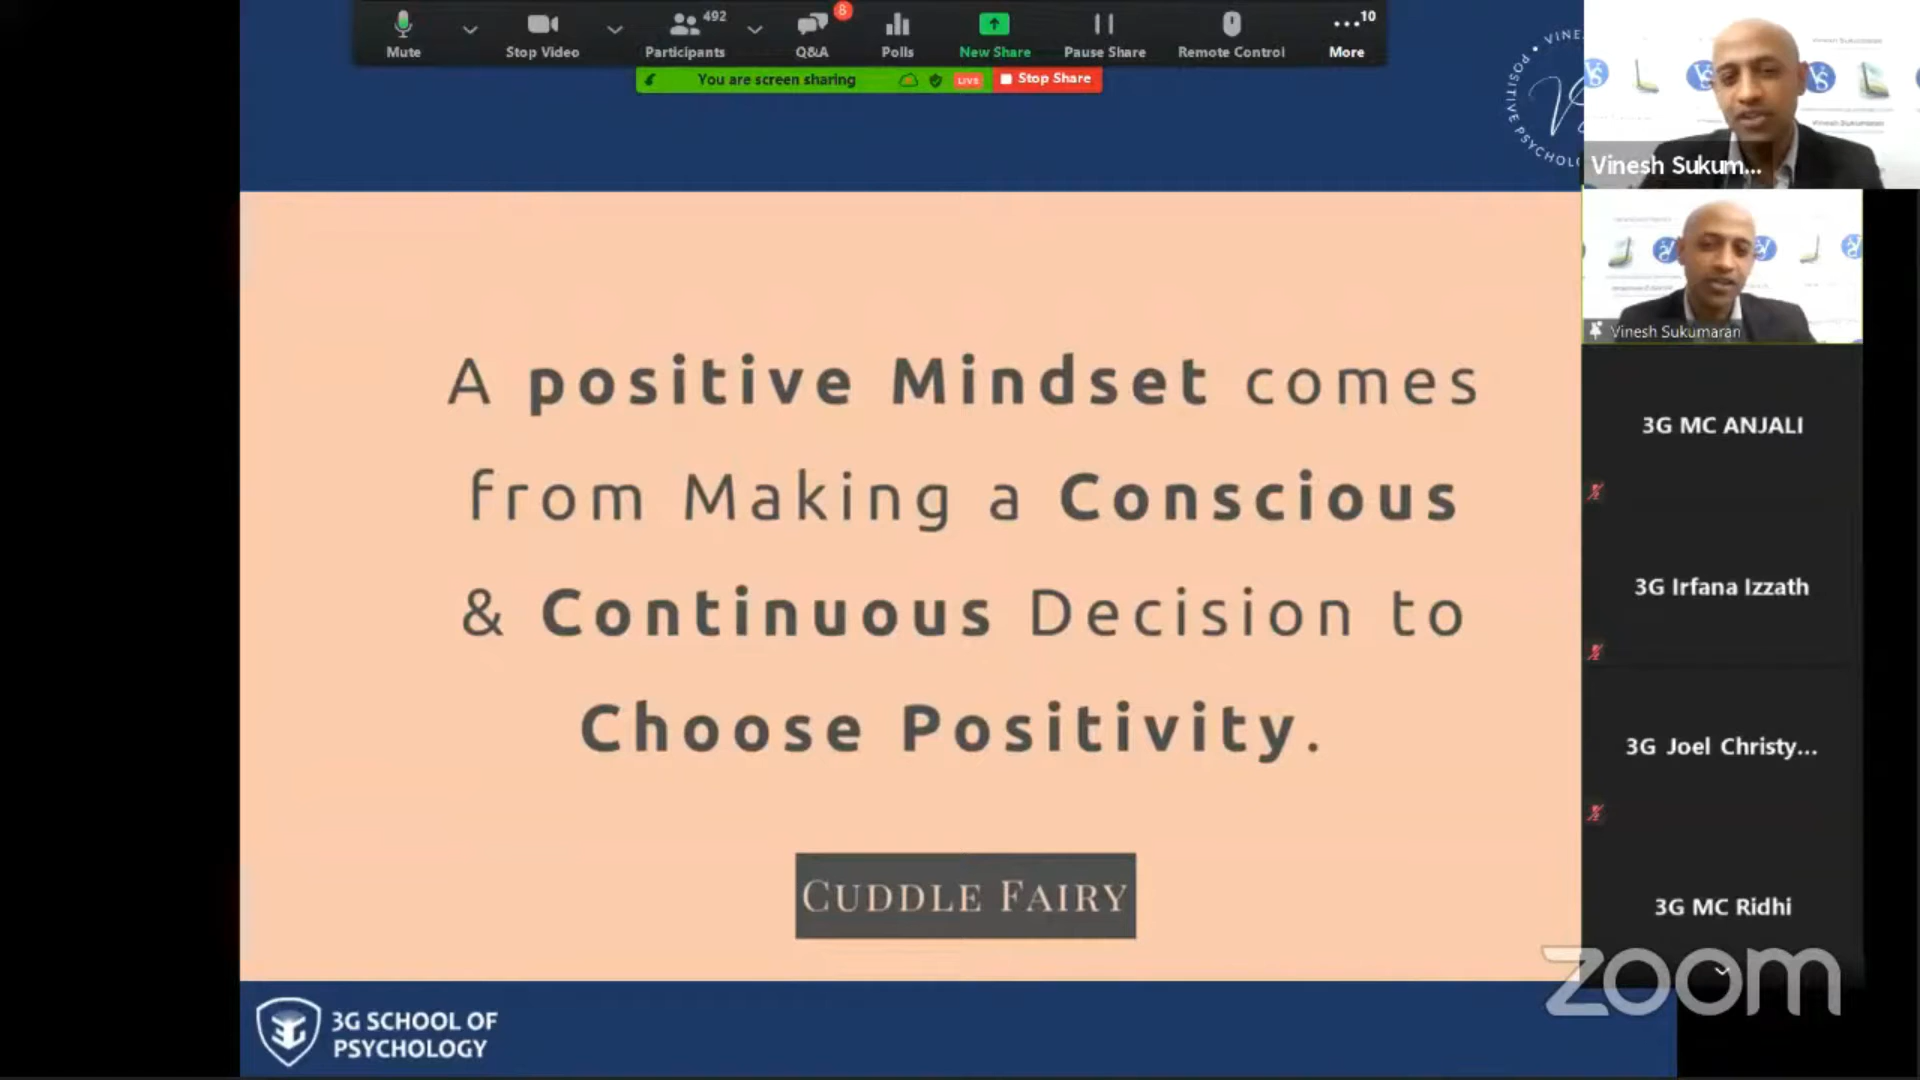 492
8
10
Mute
Stop Video
Participants
Q&A
Polls
New Share
Pause Share
Remote Control
More
You are screen sharing
LIVE
Stop Share
Vinesh Sukum...
Vinesh Sukumaran
A positive Mindset comes
from Making a Conscious
& Continuous Decision to
Choose Positivity.
CUDDLE FAIRY
3G MC ANJALI
3G Irfana Izzath
3G Joel Christy...
3G MC Ridhi
zoom
3G SCHOOL OF
PSYCHOLOGY